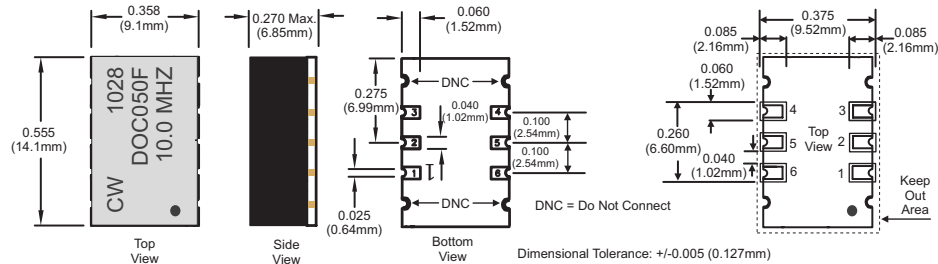 0.358
(9.1mm)
0.555
(14.1mm)
CW 1028
DOC050F
10.0 MHZ
Top
View
0.270 Max.
(6.85mm)
Side
View
0.060
(1.52mm)
DNC
0.275
(6.99mm)
0.040
(1.02mm)
3
4
2
5
1
1
6
0.100
(2.54mm)
0.100
(2.54mm)
0.025
(0.64mm)
DNC
DNC = Do Not Connect
Bottom
View
Dimensional Tolerance: +/-0.005 (0.127mm)
0.375
(9.52mm)
0.085
(2.16mm)
0.085
(2.16mm)
0.060
(1.52mm)
0.260
(6.60mm)
0.040
(1.02mm)
4
3
5
2
6
1
Top
View
Keep
Out
Area